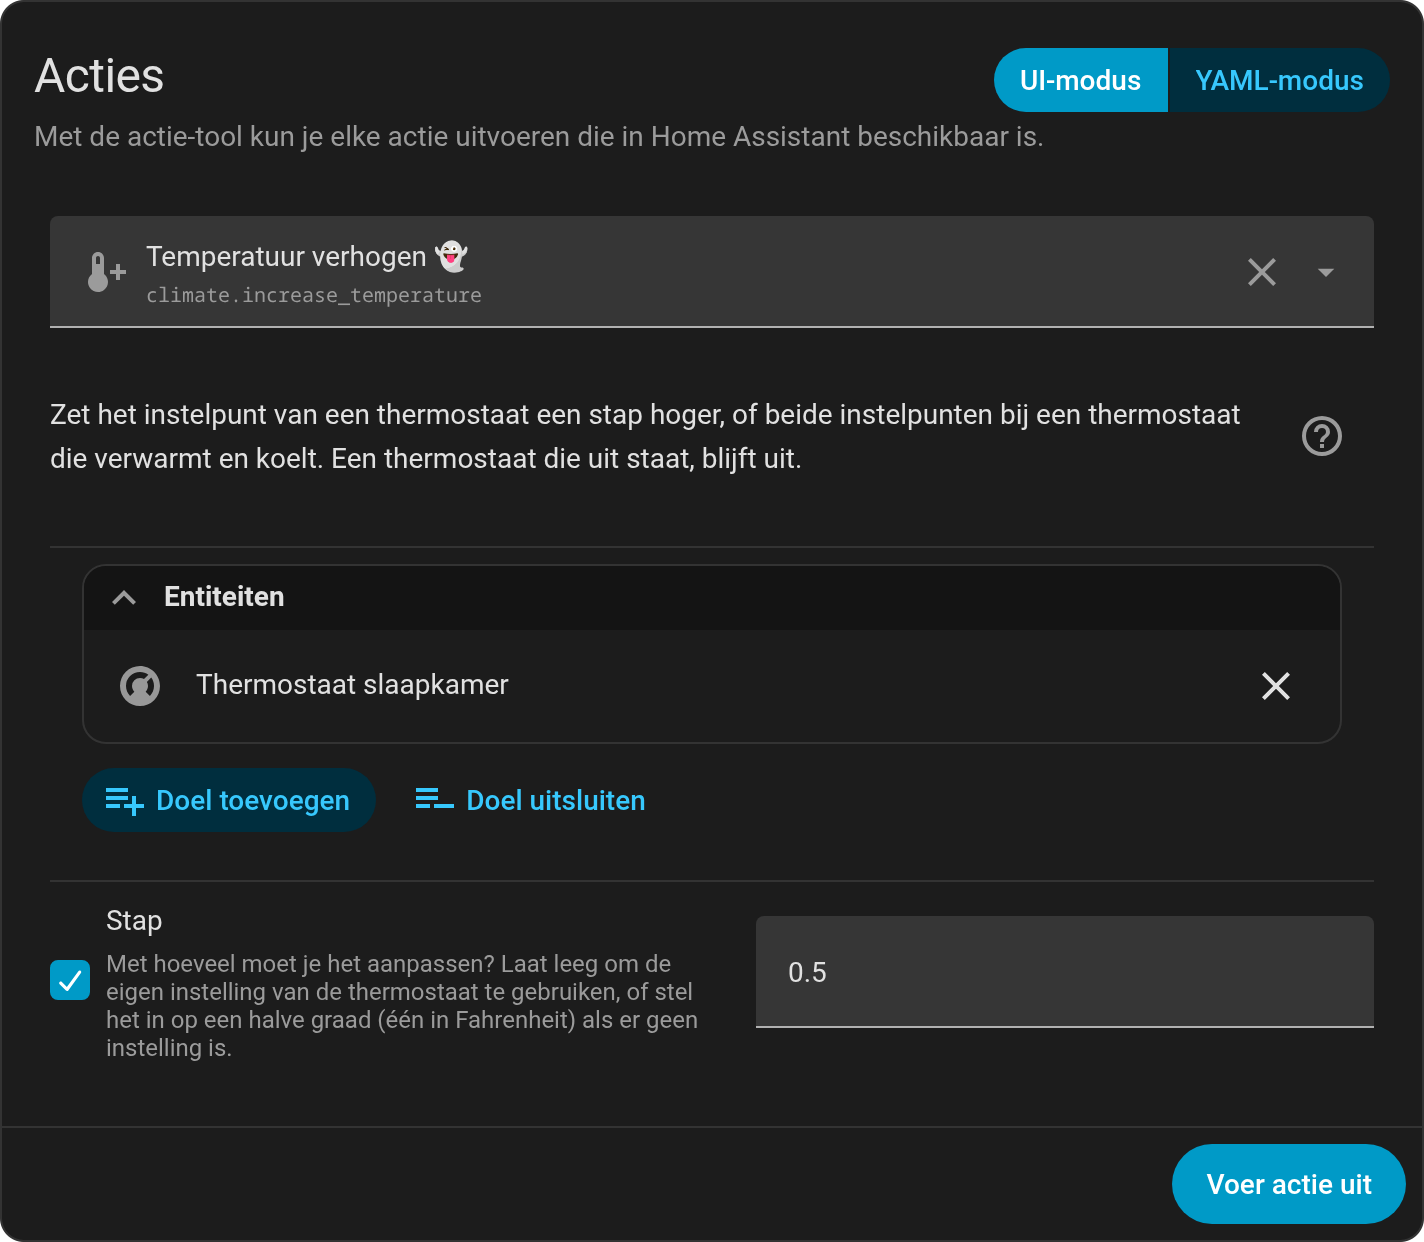 Acties
UI-modus
YAML-modus
Met de actie-tool kun je elke actie uitvoeren die in Home Assistant beschikbaar is.
Temperatuur verhogen 👻
climate.increase_temperature
Zet het instelpunt van een thermostaat een stap hoger, of beide instelpunten bij een thermostaat
die verwarmt en koelt. Een thermostaat die uit staat, blijft uit.
Entiteiten
Thermostaat slaapkamer
Doel toevoegen
Doel uitsluiten
Stap
Met hoeveel moet je het aanpassen? Laat leeg om de
eigen instelling van de thermostaat te gebruiken, of stel
het in op een halve graad (één in Fahrenheit) als er geen
instelling is.
0.5
Voer actie uit